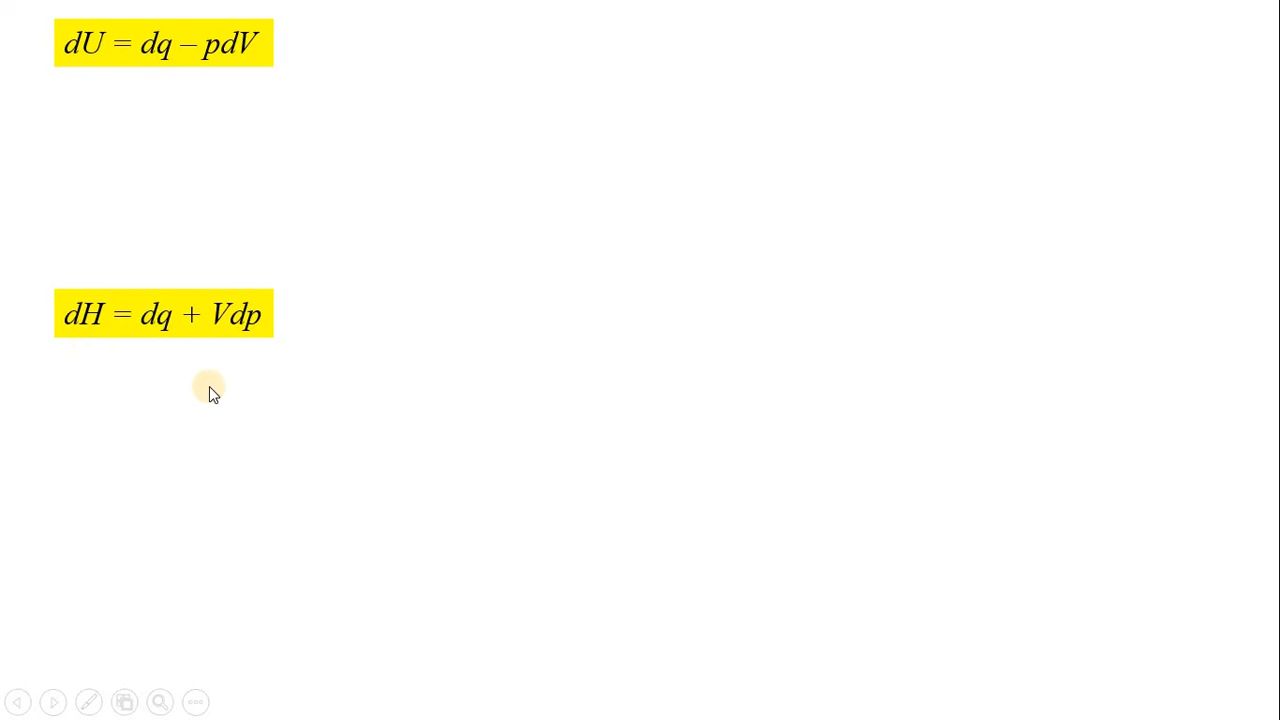 dU = dq – pdV
dH = dq + Vdp